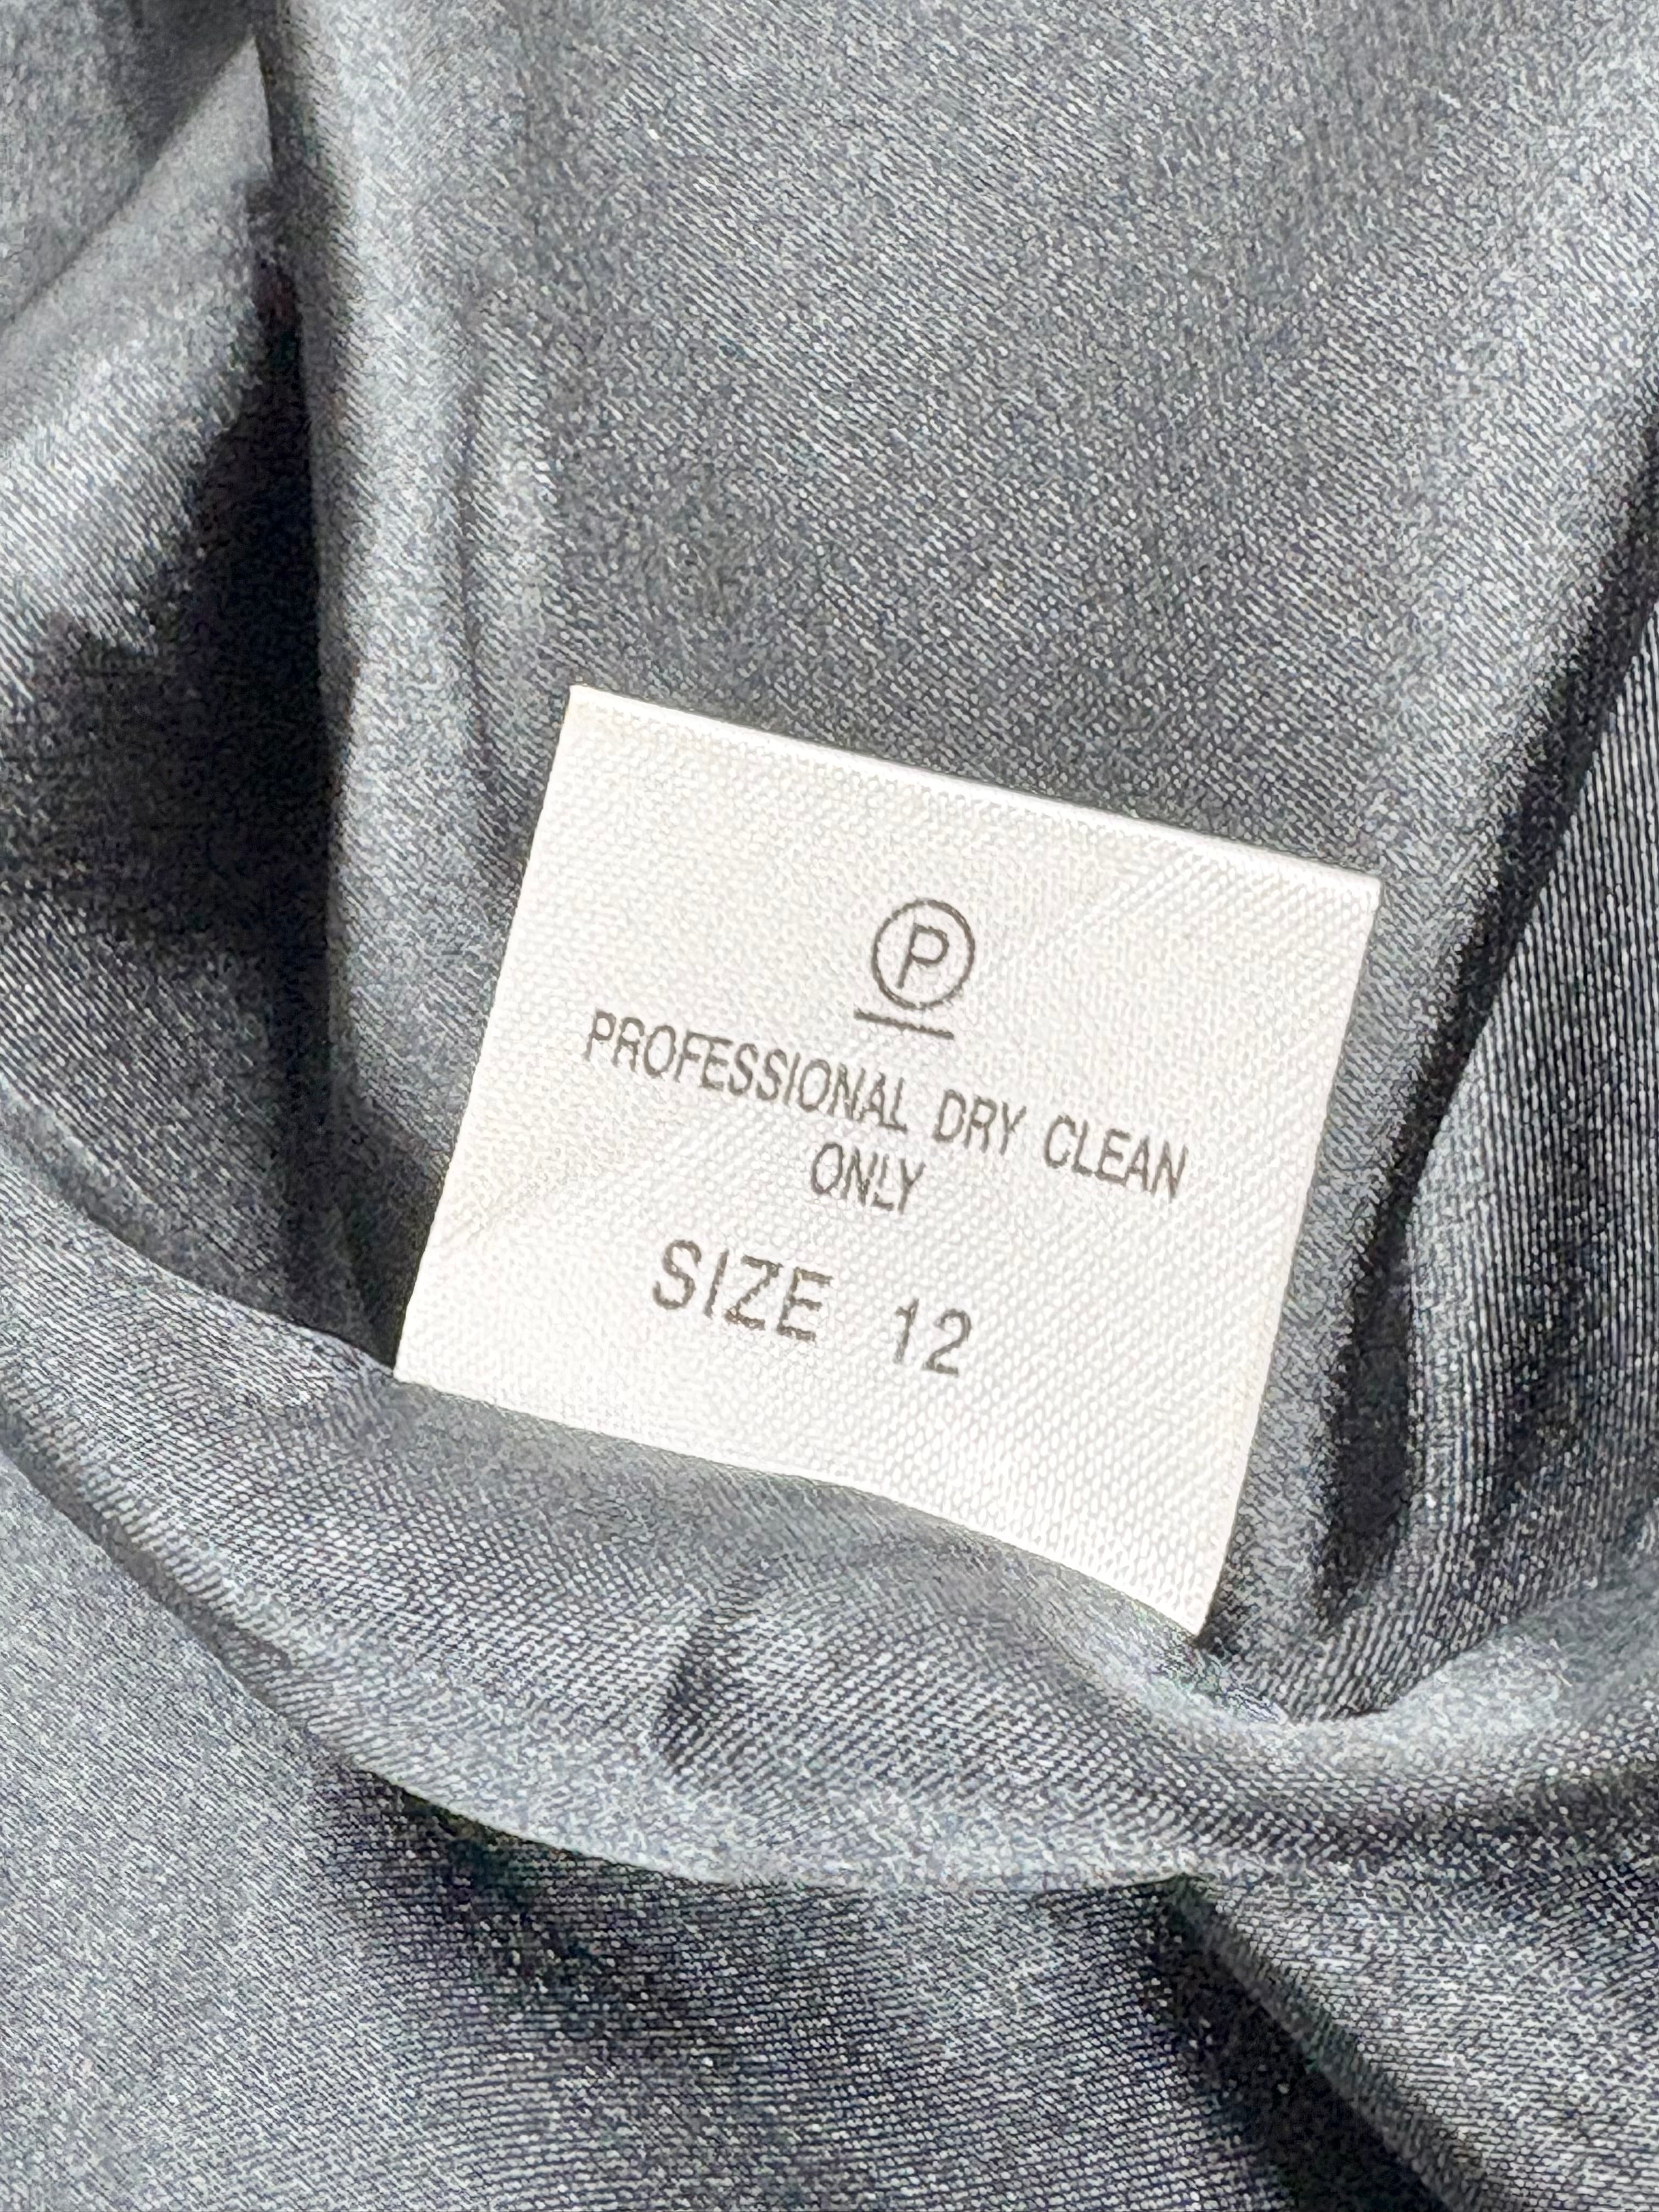 P
PROFESSIONAL DRY CLEAN
ONLY
SIZE 12